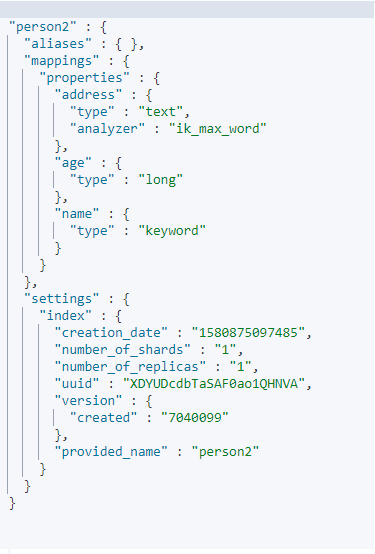 "person2" : {
"aliases" : { },
"mappings" : {
"properties" : {
"address" : {
"type" : "text",
"analyzer" : "ik_max_word"
},
"age" : {
"type" : "long"
},
"name" : {
"type" : "keyword"
}
}
},
"settings" : {
"index" : {
"creation_date" : "1580875097485",
"number_of_shards" : "1",
"number_of_replicas" : "1",
"uuid" : "XDYUDcdbTaSAF0ao1QHNVA",
"version" : {
"created" : "7040099"
},
"provided_name" : "person2"
}
}
}